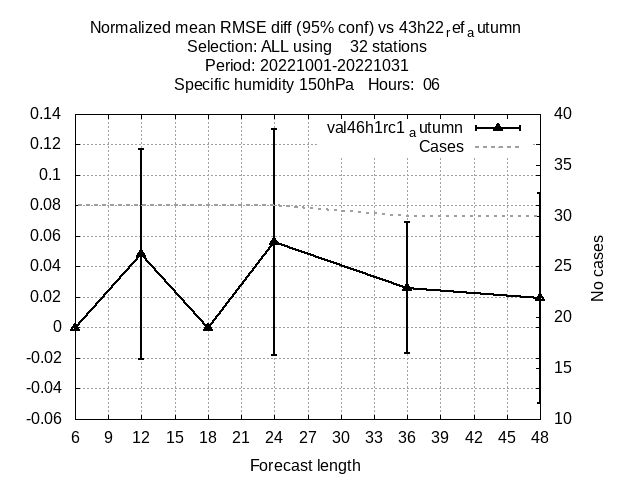 Normalized mean RMSE diff (95% conf) vs 43h22refautumn
Selection: ALL using    32 stations
Period: 20221001-20221031
Specific humidity 150hPa   Hours:  06
val46h1rc1autumn
Cases
0.14
0.12
0.1
0.08
0.06
0.04
0.02
0
-0.02
-0.04
-0.06
40
35
30
25
20
15
10
No cases
6 9 12 15 18 21 24 27 30 33 36 39 42 45 48
Forecast length